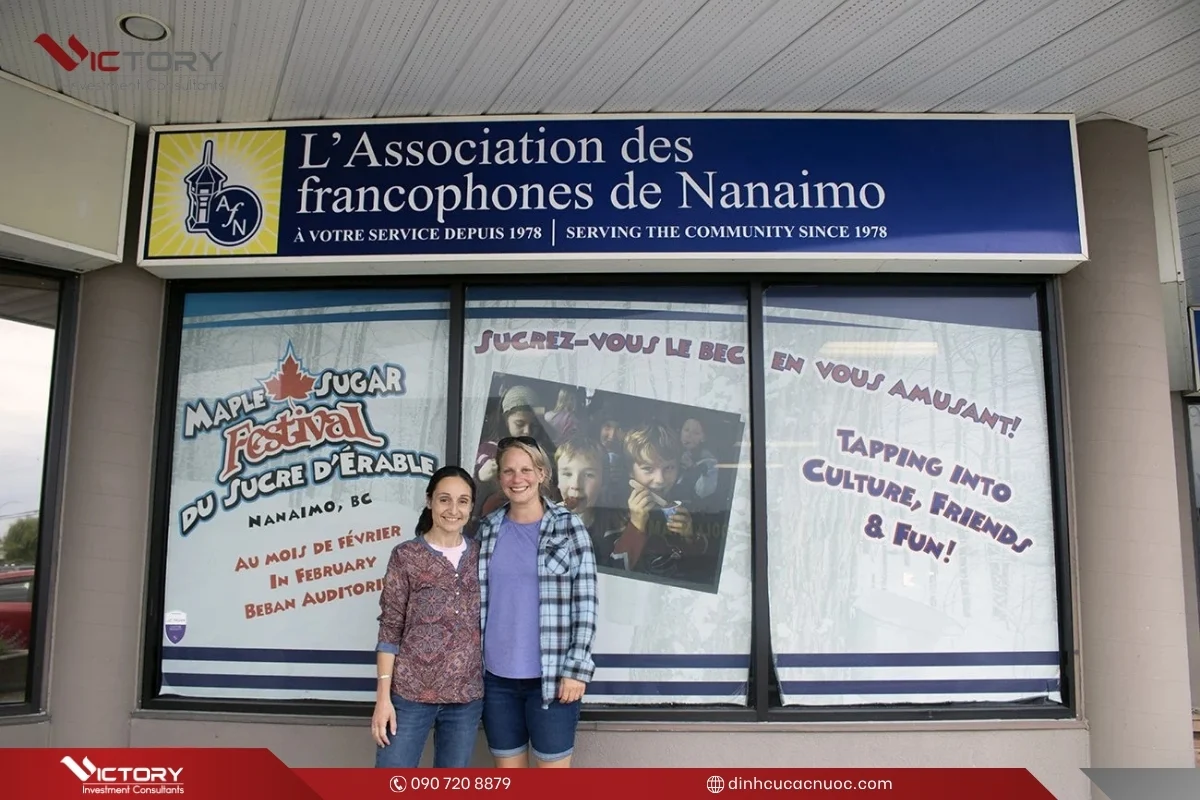 VICTORY
Investment Consultants
L'Association des
francophones de Nanaimo
AfN
À VOTRE SERVICE DEPUIS 1978 | SERVING THE COMMUNITY SINCE 1978
MAPLE SUGAR
FESTIVAL
DU SUCRE D'ÉRABLE
NANAIMO, BC
AU MOIS DE FÉVRIER
IN FEBRUARY
BEBAN
SUCREZ-VOUS LE BEC EN VOUS AMUSANT!
TAPPING INTO
CULTURE, FRIENDS
& FUN!
VICTORY
Investment Consultants
090 720 8879
dinhcucacnuoc.com